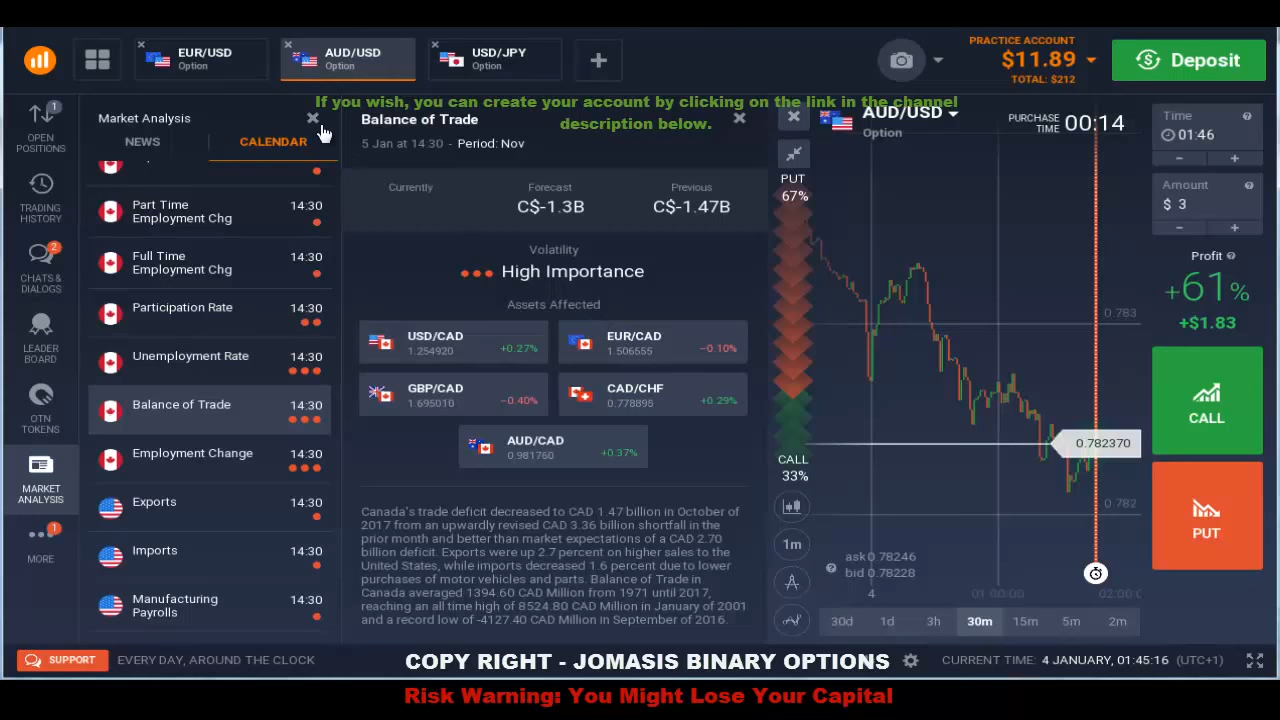 EUR/USD
Option
AUD/USD
Option
USD/JPY
Option
PRACTICE ACCOUNT
$11.89
TOTAL: $212
Deposit
If you wish, you can create your account by clicking on the link in the channel
description below.
1
OPEN
POSITIONS
TRADING
HISTORY
2
CHATS &
DIALOGS
LEADER
BOARD
OTN
TOKENS
MARKET
ANALYSIS
1
MORE
Market Analysis
NEWS
CALENDAR
Part Time
Employment Chg
14:30
Full Time
Employment Chg
14:30
Participation Rate
14:30
Unemployment Rate
14:30
Balance of Trade
14:30
Employment Change
14:30
Exports
14:30
Imports
14:30
Manufacturing
Payrolls
14:30
Balance of Trade
5 Jan at 14:30 - Period: Nov
Currently
Forecast
C$-1.3B
Previous
C$-1.47B
Volatility
High Importance
Assets Affected
USD/CAD
1.254920
+0.27%
EUR/CAD
1.506555
−0.10%
GBP/CAD
1.695010
−0.40%
CAD/CHF
0.778895
+0.29%
AUD/CAD
0.981760
+0.37%
Canada's trade deficit decreased to CAD 1.47 billion in October of
2017 from an upwardly revised CAD 3.36 billion shortfall in the
prior month and better than market expectations of a CAD 2.70
billion deficit. Exports were up 2.7 percent on higher sales to the
United States, while imports decreased 1.6 percent due to lower
purchases of motor vehicles and parts. Balance of Trade in
Canada averaged 1394.60 CAD Million from 1971 until 2017,
reaching an all time high of 8524.80 CAD Million in January of 2001
and a record low of -4127.40 CAD Million in September of 2016.
AUD/USD
Option
PURCHASE
TIME
00:14
PUT
67%
CALL
33%
1m
0.783
0.782370
0.782
ask 0.78246
bid 0.78228
4
01:00:00
02:00:0
30d
1d
3h
30m
15m
5m
2m
Time
01:46
−
+
Amount
$ 3
−
+
Profit
+61%
+$1.83
CALL
PUT
SUPPORT
EVERY DAY, AROUND THE CLOCK
COPY RIGHT - JOMASIS BINARY OPTIONS
CURRENT TIME: 4 JANUARY, 01:45:16 (UTC+1)
Risk Warning: You Might Lose Your Capital